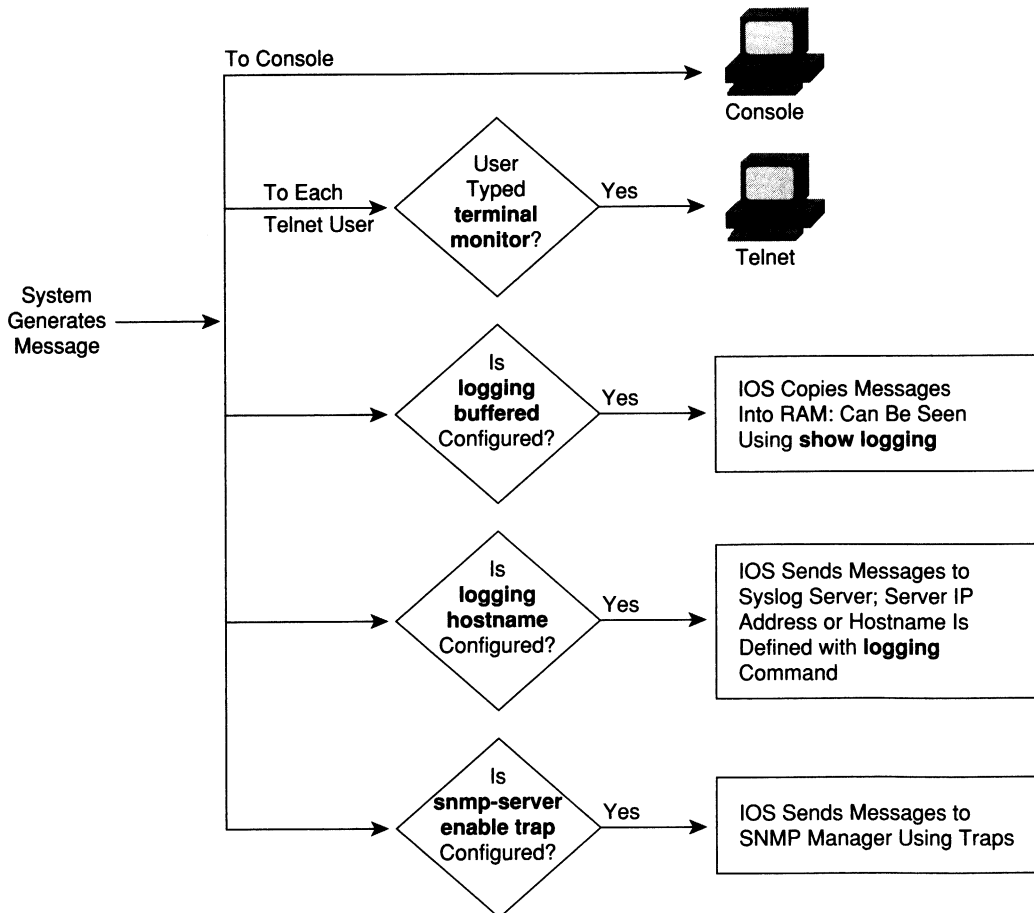 To Console
Console
User
Typed
terminal
monitor?
To Each
Telnet User
Yes
Telnet
System
Generates
Message
Is
logging
buffered
Configured?
Yes
IOS Copies Messages
Into RAM: Can Be Seen
Using show logging
Is
logging
hostname
Configured?
Yes
IOS Sends Messages to
Syslog Server; Server IP
Address or Hostname Is
Defined with logging
Command
Is
snmp-server
enable trap
Configured?
Yes
IOS Sends Messages to
SNMP Manager Using Traps